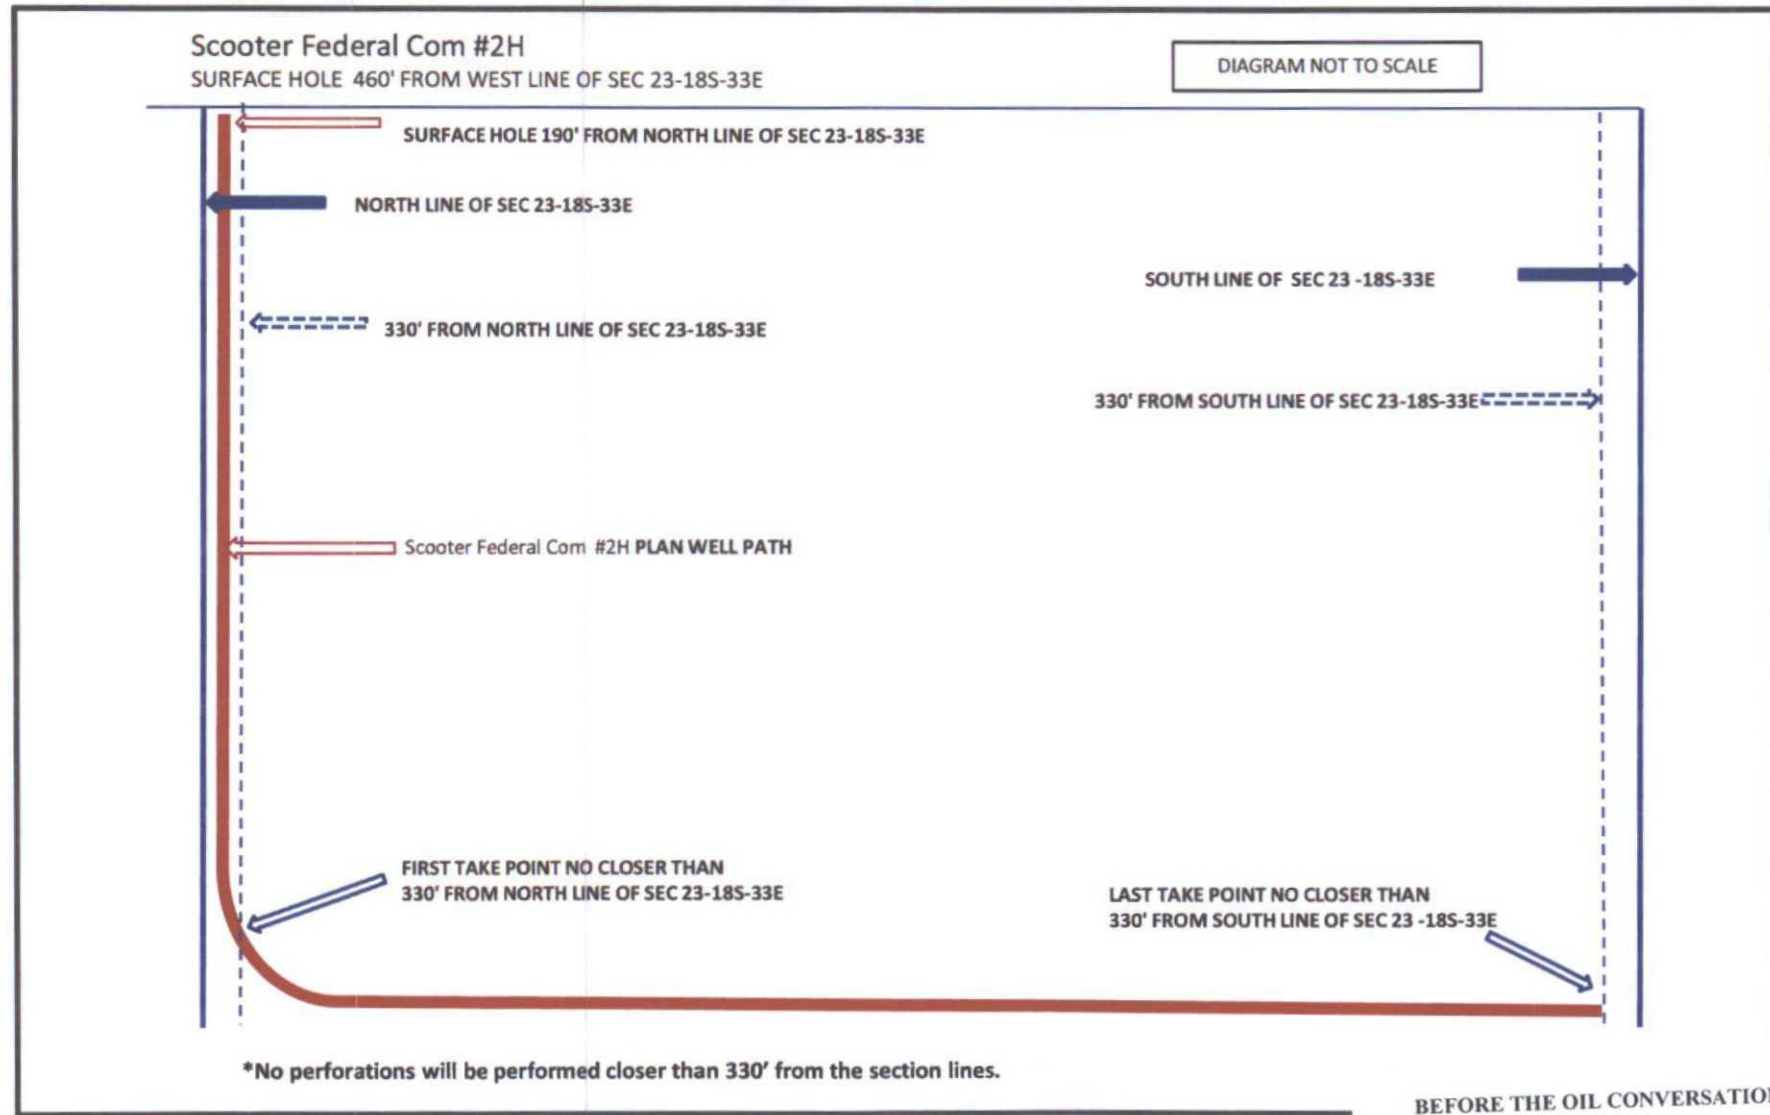 Scooter Federal Com #2H
SURFACE HOLE 460' FROM WEST LINE OF SEC 23-18S-33E
DIAGRAM NOT TO SCALE
SURFACE HOLE 190' FROM NORTH LINE OF SEC 23-18S-33E
NORTH LINE OF SEC 23-18S-33E
SOUTH LINE OF SEC 23 -18S-33E
330' FROM NORTH LINE OF SEC 23-18S-33E
330' FROM SOUTH LINE OF SEC 23-18S-33E
Scooter Federal Com #2H PLAN WELL PATH
FIRST TAKE POINT NO CLOSER THAN
330' FROM NORTH LINE OF SEC 23-18S-33E
LAST TAKE POINT NO CLOSER THAN
330' FROM SOUTH LINE OF SEC 23 -18S-33E
*No perforations will be performed closer than 330' from the section lines.
BEFORE THE OIL CONVERSATION